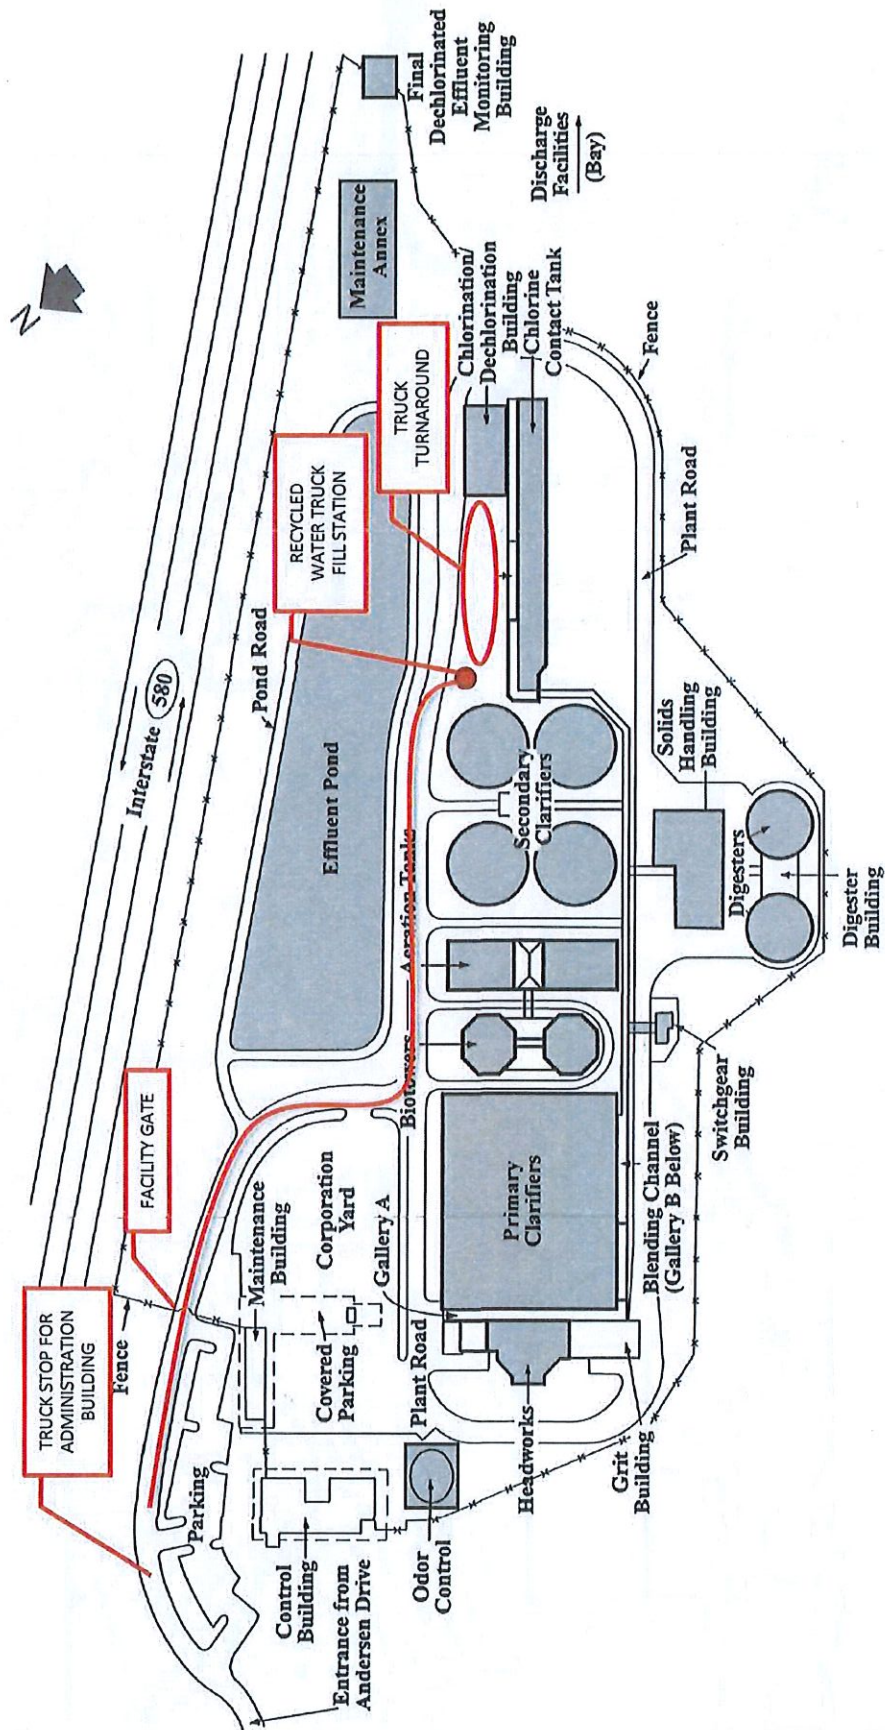 N
Interstate 580
TRUCK STOP FOR
ADMINISTRATION
BUILDING
Fence
FACILITY GATE
Pond Road
RECYCLED
WATER TRUCK
FILL STATION
TRUCK
TURNAROUND
Maintenance
Annex
Final
Dechlorinated
Effluent
Monitoring
Building
Discharge
Facilities
(Bay)
Parking
Maintenance
Building
Covered
Parking
Corporation
Yard
Gallery A
Effluent Pond
Entrance from
Andersen Drive
Control
Building
Odor
Control
Plant Road
Headworks
Grit
Building
Primary
Clarifiers
Biotowers
Aeration Tanks
Secondary
Clarifiers
Chlorination/
Dechlorination
Building
Chlorine
Contact Tank
Fence
Plant Road
Blending Channel
(Gallery B Below)
Switchgear
Building
Solids
Handling
Building
Digesters
Digester
Building